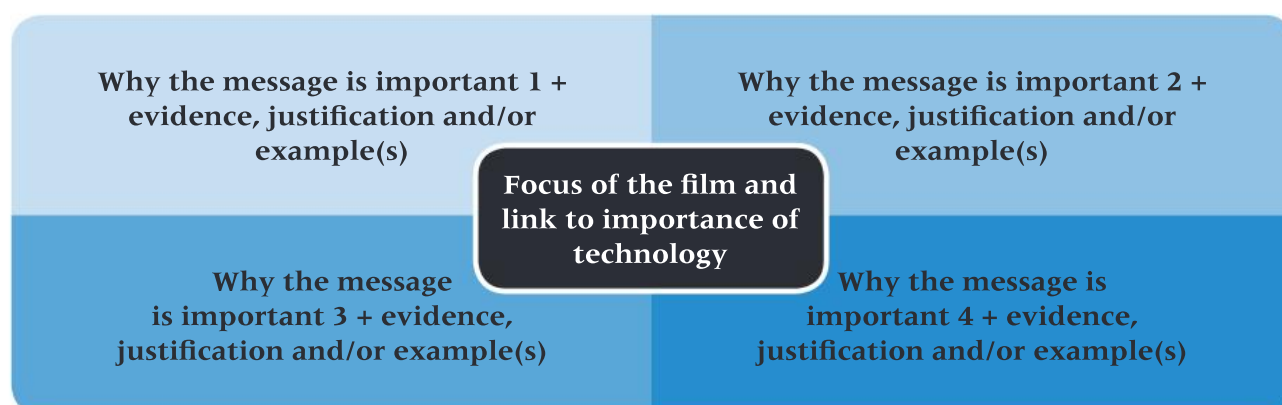 Why the message is important 1 +
evidence, justification and/or
example(s)
Why the message is important 2 +
evidence, justification and/or
example(s)
Focus of the film and
link to importance of
technology
Why the message
is important 3 + evidence,
justification and/or example(s)
Why the message is
important 4 + evidence,
justification and/or example(s)